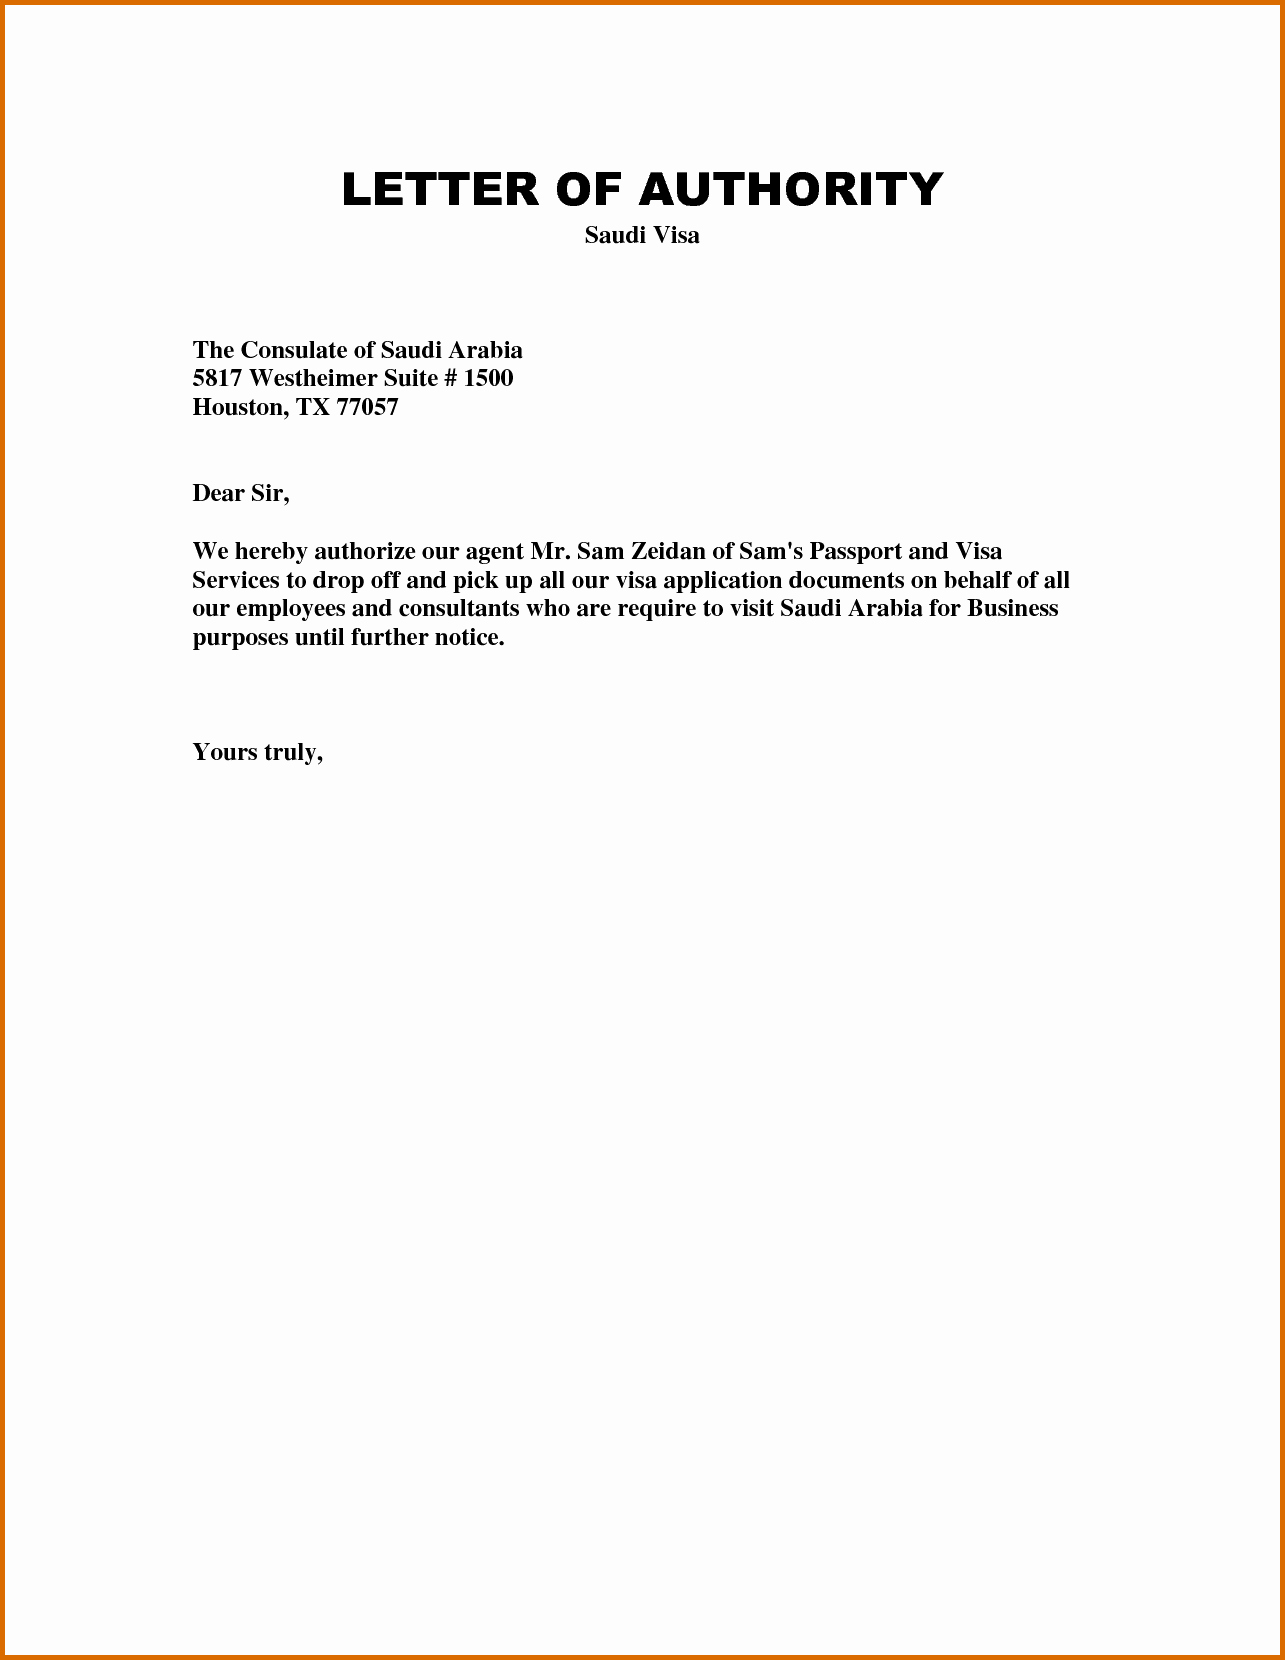 LETTER OF AUTHORITY
Saudi Visa
The Consulate of Saudi Arabia
5817 Westheimer Suite # 1500
Houston, TX 77057
Dear Sir,
We hereby authorize our agent Mr. Sam Zeidan of Sam's Passport and Visa
Services to drop off and pick up all our visa application documents on behalf of all
our employees and consultants who are require to visit Saudi Arabia for Business
purposes until further notice.
Yours truly,